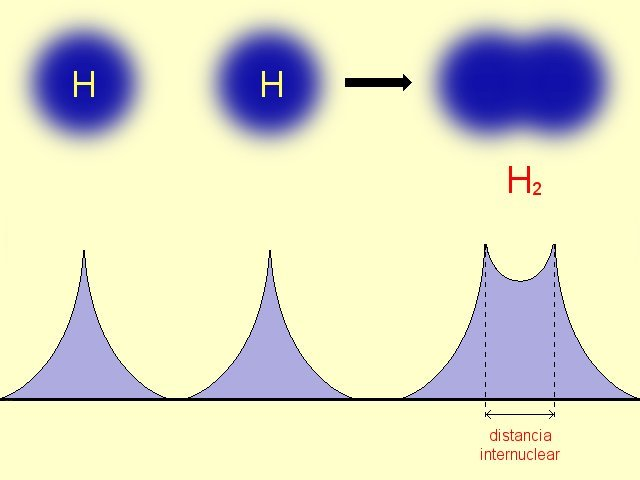 H
H
H₂
distancia
internuclear